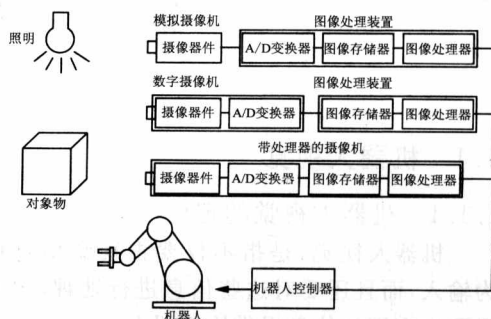 照明
模拟摄像机 图像处理装置
摄像器件 A/D变换器 图像存储器 图像处理器
数字摄像机 图像处理装置
摄像器件 A/D变换器 图像存储器 图像处理器
带处理器的摄像机
摄像器件 A/D变换器 图像存储器 图像处理器
对象物
机器人控制器
机器人